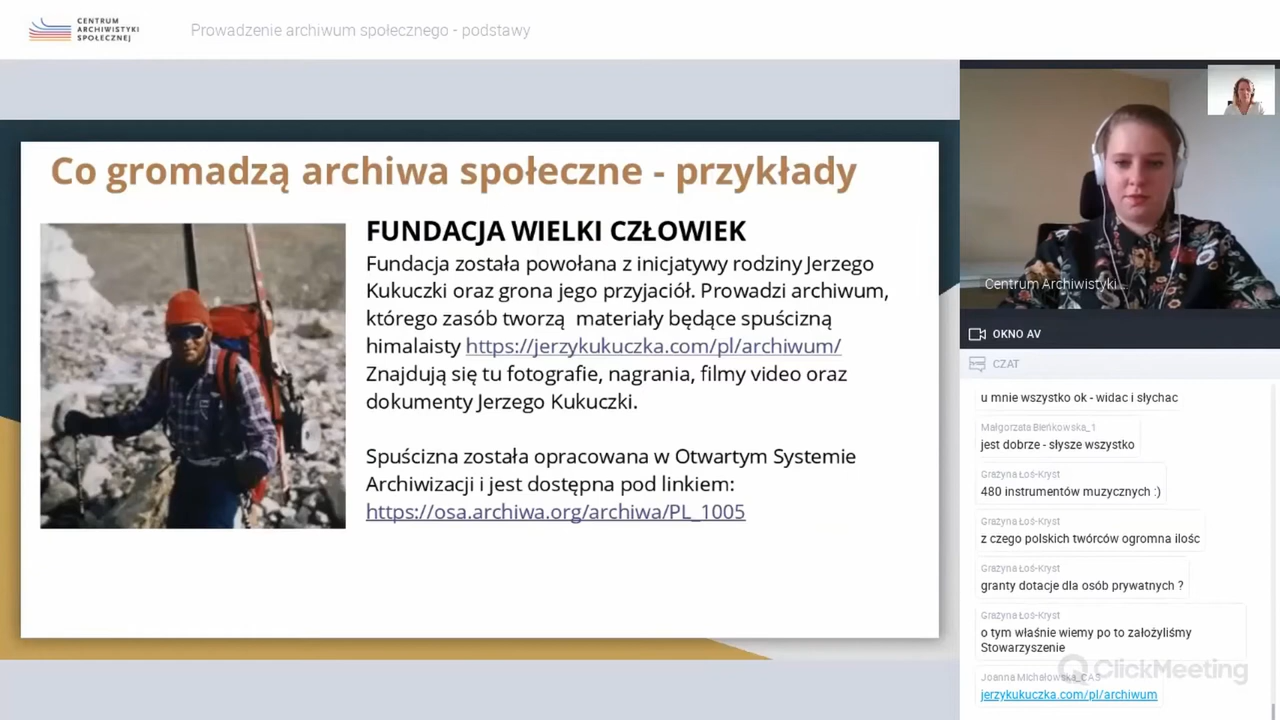 CENTRUM
ARCHIWISTYKI
SPOŁECZNEJ
Prowadzenie archiwum społecznego - podstawy
Co gromadzą archiwa społeczne - przykłady
FUNDACJA WIELKI CZŁOWIEK
Fundacja została powołana z inicjatywy rodziny Jerzego
Kukuczki oraz grona jego przyjaciół. Prowadzi archiwum,
którego zasób tworzą materiały będące spuścizną
himalaisty https://jerzykukuczka.com/pl/archiwum/
Znajdują się tu fotografie, nagrania, filmy video oraz
dokumenty Jerzego Kukuczki.
Spuścizna została opracowana w Otwartym Systemie
Archiwizacji i jest dostępna pod linkiem:
https://osa.archiwa.org/archiwa/PL_1005
Centrum Archiwistyki ...
OKNO AV
CZAT
u mnie wszystko ok - widac i słychac
Małgorzata Bieńkowska_1
jest dobrze - słysze wszystko
Grażyna Łoś-Kryst
480 instrumentów muzycznych :)
Grażyna Łoś-Kryst
z czego polskich twórców ogromna ilośc
Grażyna Łoś-Kryst
granty dotacje dla osób prywatnych ?
Grażyna Łoś-Kryst
o tym właśnie wiemy po to założyliśmy
Stowarzyszenie
ClickMeeting
Joanna Michałowska_CAS
jerzykukuczka.com/pl/archiwum